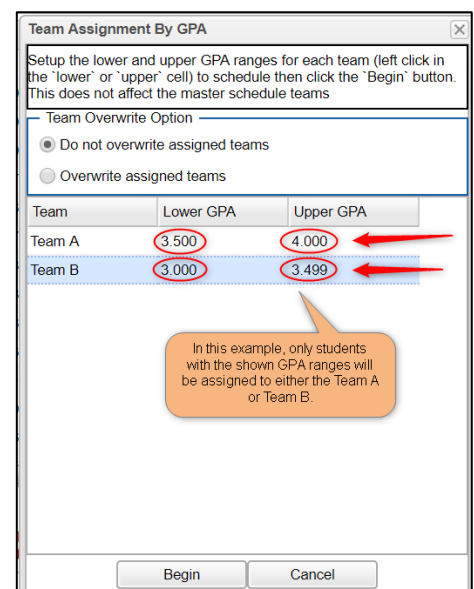 Team Assignment By GPA
Setup the lower and upper GPA ranges for each team (left click in
the `lower` or `upper` cell) to schedule then click the `Begin` button.
This does not affect the master schedule teams
Team Overwrite Option
Do not overwrite assigned teams
Overwrite assigned teams
Team Lower GPA Upper GPA
Team A 3.500 4.000
Team B 3.000 3.499
In this example, only students
with the shown GPA ranges will
be assigned to either the Team A
or Team B.
Begin Cancel